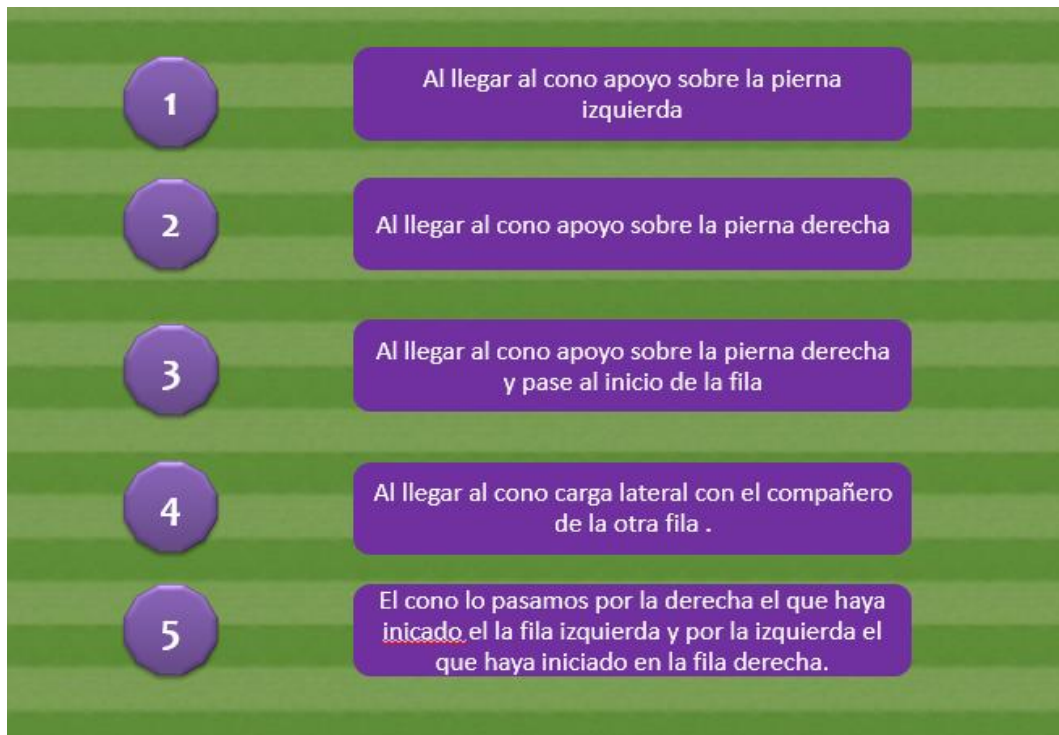 1
Al llegar al cono apoyo sobre la pierna
izquierda
2
Al llegar al cono apoyo sobre la pierna derecha
3
Al llegar al cono apoyo sobre la pierna derecha
y pase al inicio de la fila
4
Al llegar al cono carga lateral con el compañero
de la otra fila .
5
El cono lo pasamos por la derecha el que haya
inicado el la fila izquierda y por la izquierda el
que haya iniciado en la fila derecha.